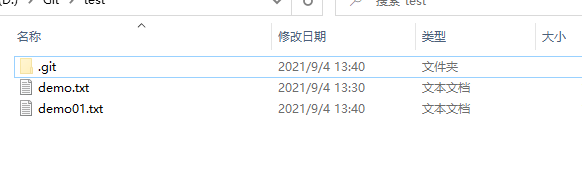 (D:) › Git › test
搜索"test"
名称 修改日期 类型 大小
.git 2021/9/4 13:40 文件夹
demo.txt 2021/9/4 13:30 文本文档
demo01.txt 2021/9/4 13:40 文本文档